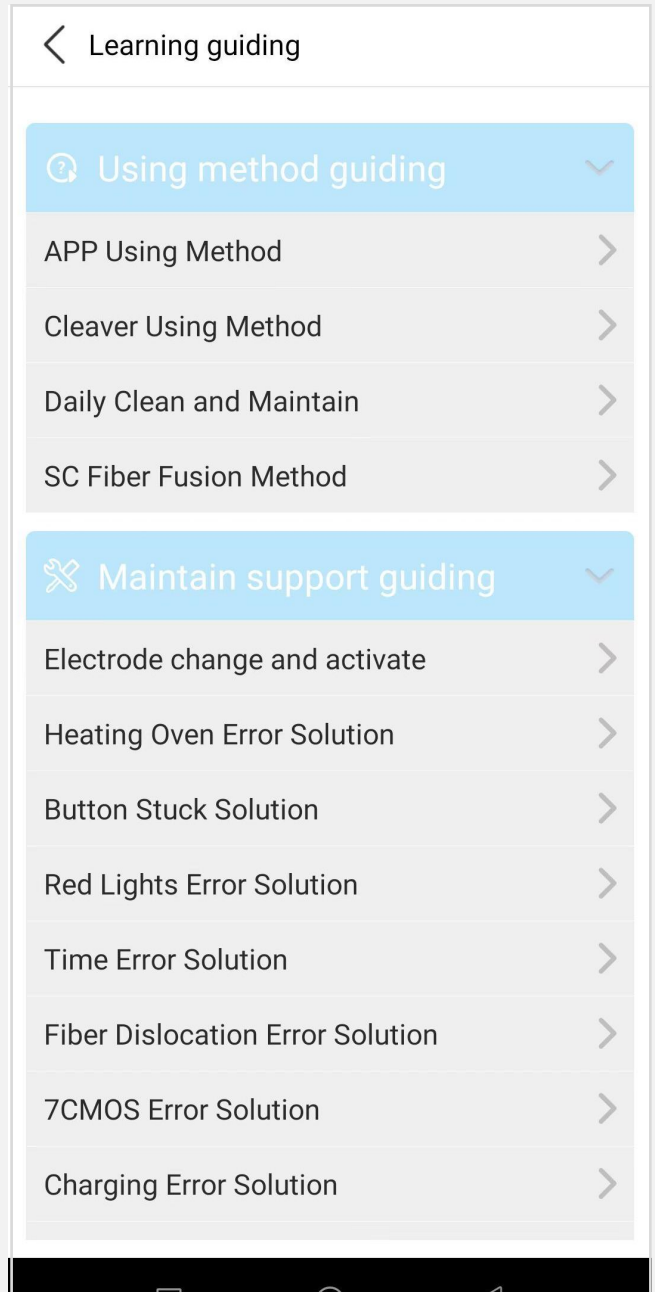 Learning guiding
Using method guiding
APP Using Method
Cleaver Using Method
Daily Clean and Maintain
SC Fiber Fusion Method
Maintain support guiding
Electrode change and activate
Heating Oven Error Solution
Button Stuck Solution
Red Lights Error Solution
Time Error Solution
Fiber Dislocation Error Solution
7CMOS Error Solution
Charging Error Solution